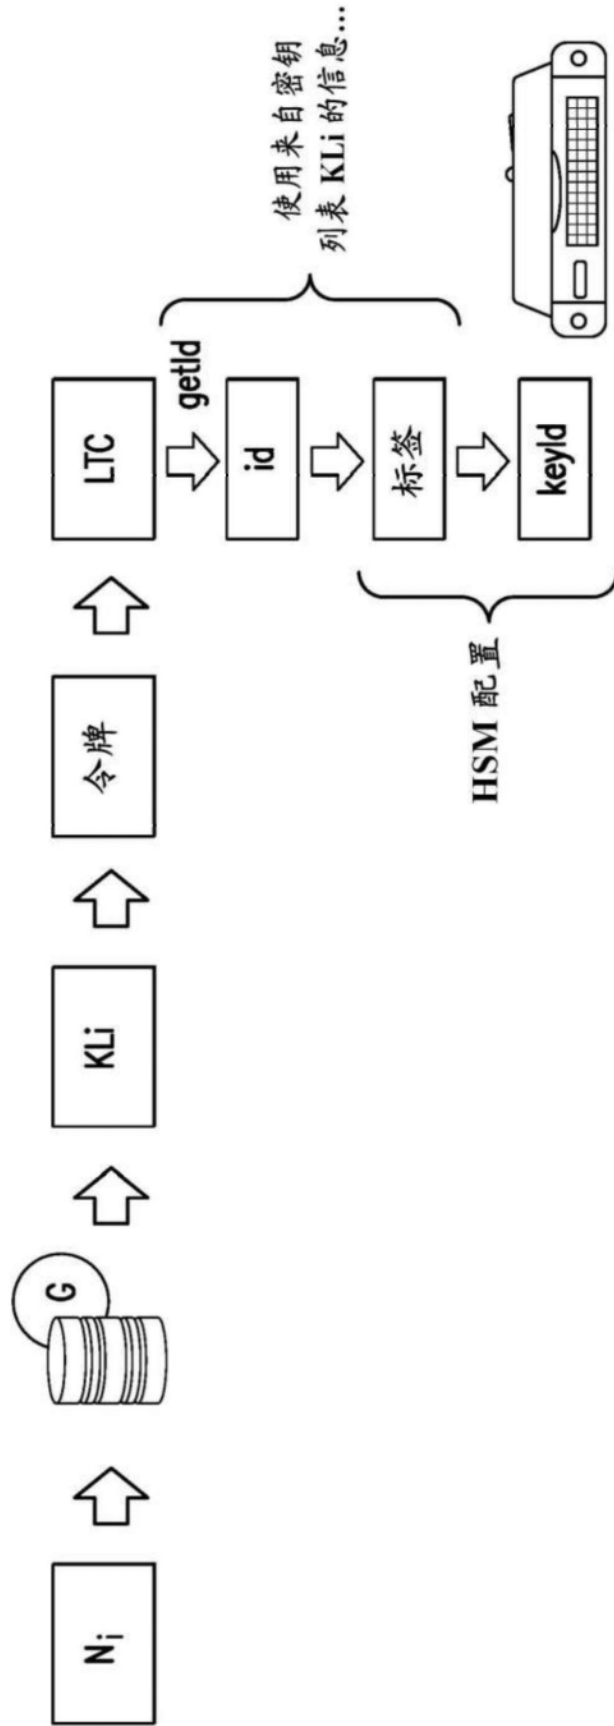 Nᵢ
G
KLi
令牌
LTC
getId
id
标签
keyId
使用来自密钥
列表 KLi 的信息...
HSM 配置